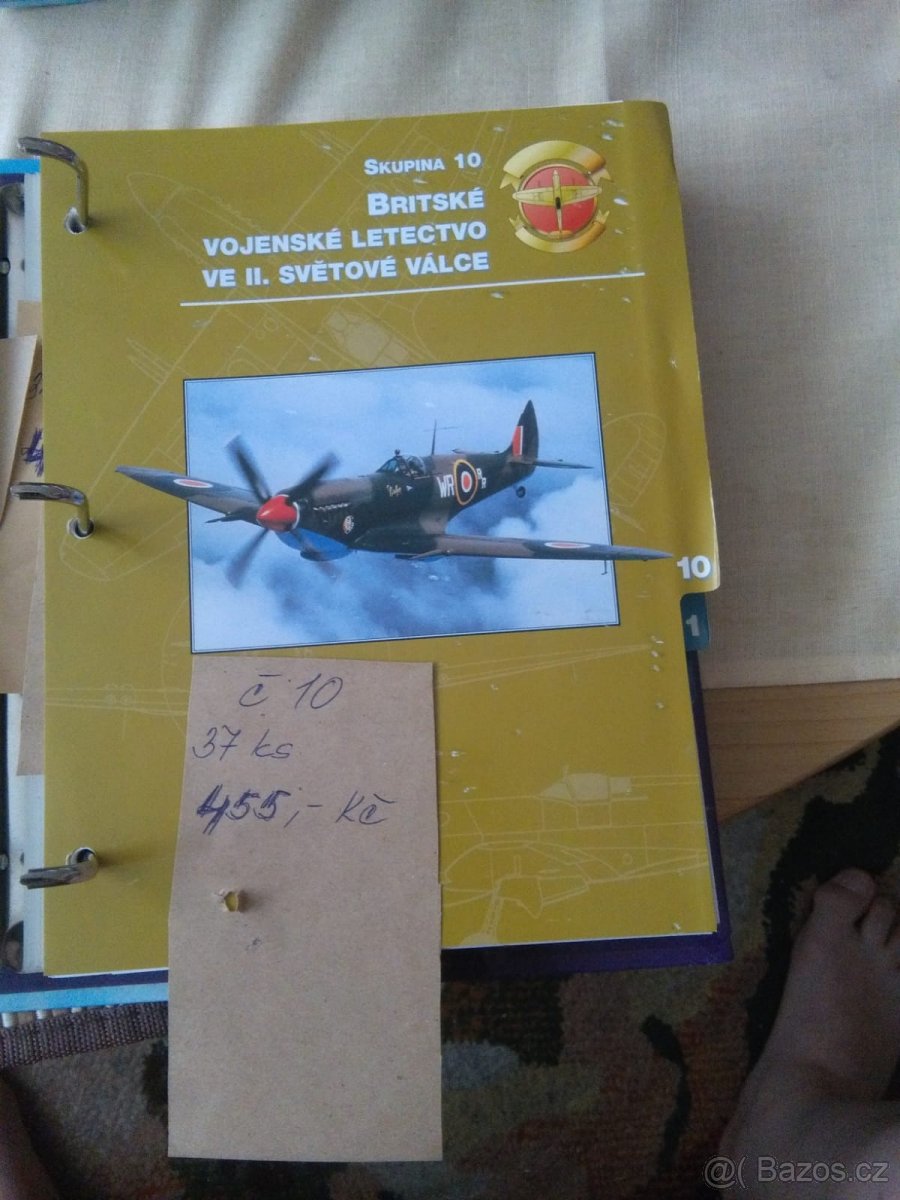 SKUPINA 10
BRITSKÉ
VOJENSKÉ LETECTVO
VE II. SVĚTOVÉ VÁLCE
WR
10
1
č 10
37 ks
455,- Kč
@( Bazos.cz